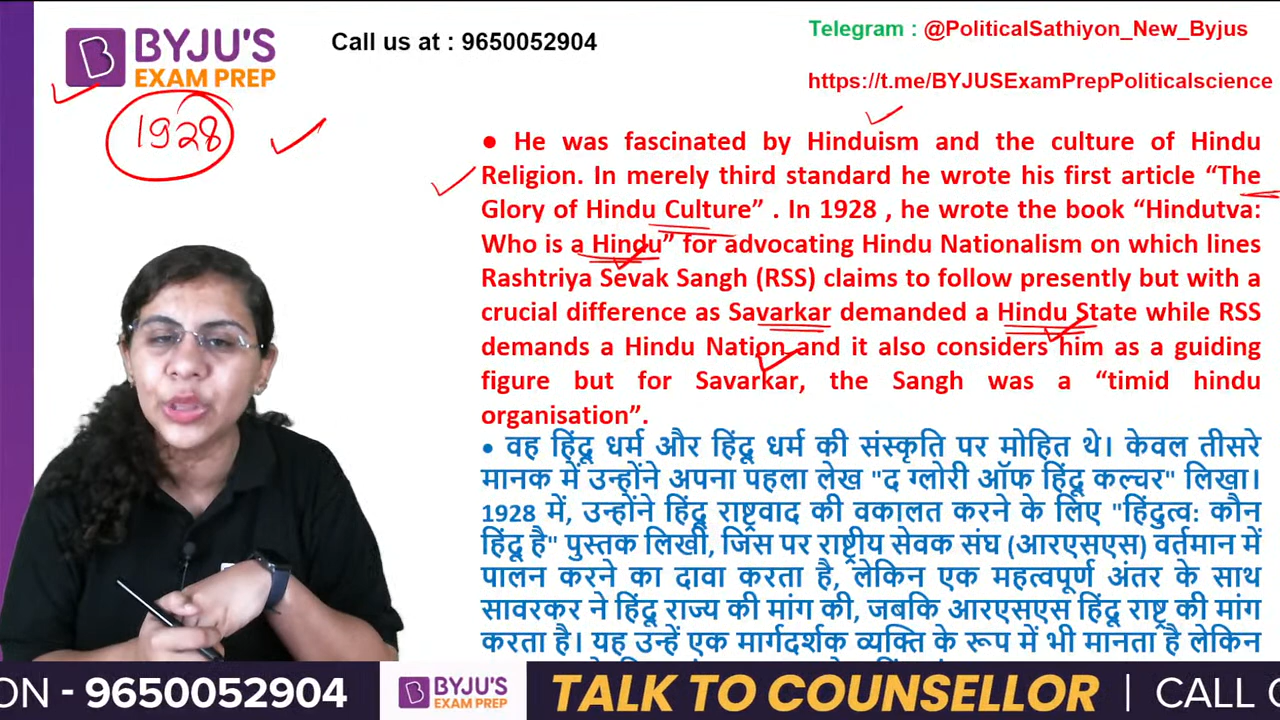 BYJU'S
EXAM PREP
Call us at : 9650052904
Telegram : @PoliticalSathiyon_New_Byjus
https://t.me/BYJUSExamPrepPoliticalscience
1928
• He was fascinated by Hinduism and the culture of Hindu
Religion. In merely third standard he wrote his first article “The
Glory of Hindu Culture” . In 1928 , he wrote the book “Hindutva:
Who is a Hindu” for advocating Hindu Nationalism on which lines
Rashtriya Sevak Sangh (RSS) claims to follow presently but with a
crucial difference as Savarkar demanded a Hindu State while RSS
demands a Hindu Nation and it also considers him as a guiding
figure but for Savarkar, the Sangh was a “timid hindu
organisation”.
• वह हिंदू धर्म और हिंदू धर्म की संस्कृति पर मोहित थे। केवल तीसरे
मानक में उन्होंने अपना पहला लेख "द ग्लोरी ऑफ हिंदू कल्चर" लिखा।
1928 में, उन्होंने हिंदू राष्ट्रवाद की वकालत करने के लिए "हिंदुत्व: कौन
हिंदू है" पुस्तक लिखी, जिस पर राष्ट्रीय सेवक संघ (आरएसएस) वर्तमान में
पालन करने का दावा करता है, लेकिन एक महत्वपूर्ण अंतर के साथ
सावरकर ने हिंदू राज्य की मांग की, जबकि आरएसएस हिंदू राष्ट्र की मांग
करता है। यह उन्हें एक मार्गदर्शक व्यक्ति के रूप में भी मानता है लेकिन
ON - 9650052904
BYJU'S
EXAM PREP
TALK TO COUNSELLOR | CALL